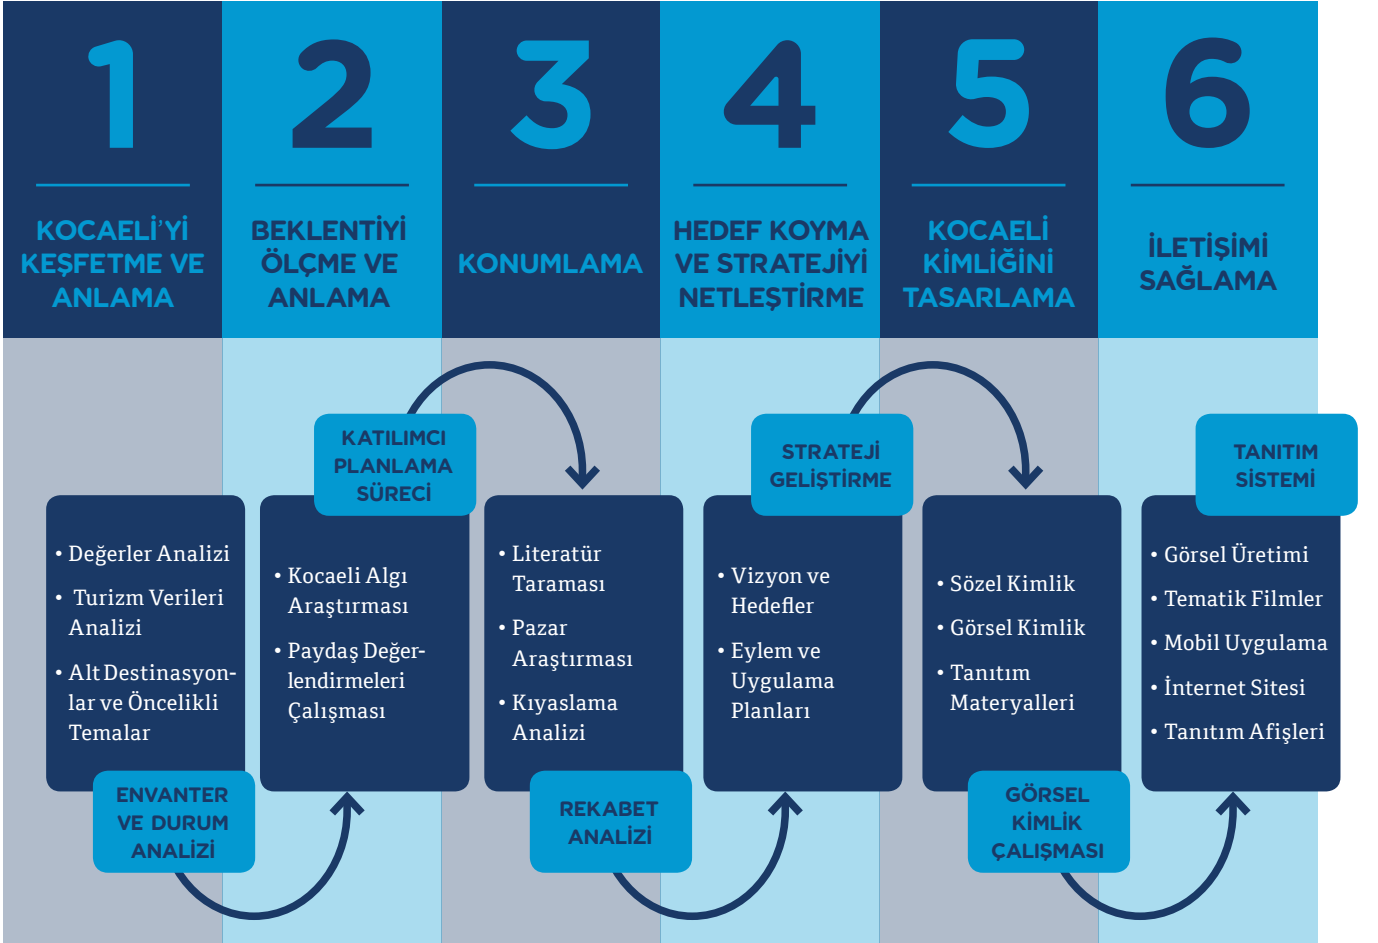 1
KOCAELİ’Yİ
KEŞFETME VE
ANLAMA
2
BEKLENTİYİ
ÖLÇME VE
ANLAMA
3
KONUMLAMA
4
HEDEF KOYMA
VE STRATEJİYİ
NETLEŞTİRME
5
KOCAELİ
KİMLİĞİNİ
TASARLAMA
6
İLETİŞİMİ
SAĞLAMA
• Değerler Analizi
• Turizm Verileri
Analizi
• Alt Destinasyon-
lar ve Öncelikli
Temalar
ENVANTER
VE DURUM
ANALİZİ
KATILIMCI
PLANLAMA
SÜRECİ
• Kocaeli Algı
Araştırması
• Paydaş Değer-
lendirmeleri
Çalışması
• Literatür
Taraması
• Pazar
Araştırması
• Kıyaslama
Analizi
REKABET
ANALİZİ
STRATEJİ
GELİŞTİRME
• Vizyon ve
Hedefler
• Eylem ve
Uygulama
Planları
• Sözel Kimlik
• Görsel Kimlik
• Tanıtım
Materyalleri
GÖRSEL
KİMLİK
ÇALIŞMASI
TANITIM
SİSTEMİ
• Görsel Üretimi
• Tematik Filmler
• Mobil Uygulama
• İnternet Sitesi
• Tanıtım Afişleri